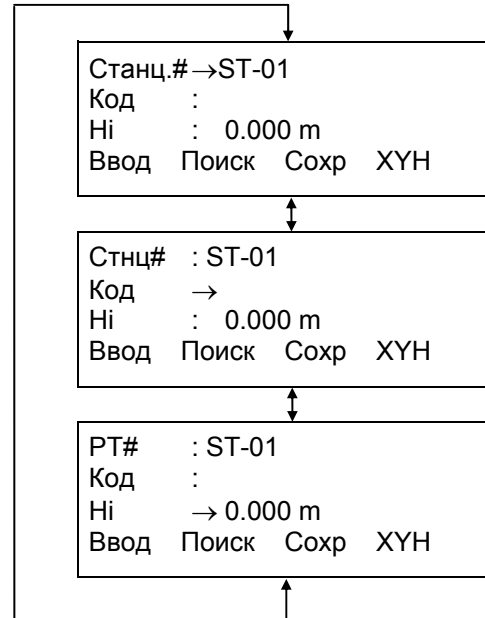 Станц.#→ST-01
Код :
Hi : 0.000 m
Ввод Поиск Сохр XYH
Стнц# : ST-01
Код →
Hi : 0.000 m
Ввод Поиск Сохр XYH
PT# : ST-01
Код :
Hi → 0.000 m
Ввод Поиск Сохр XYH